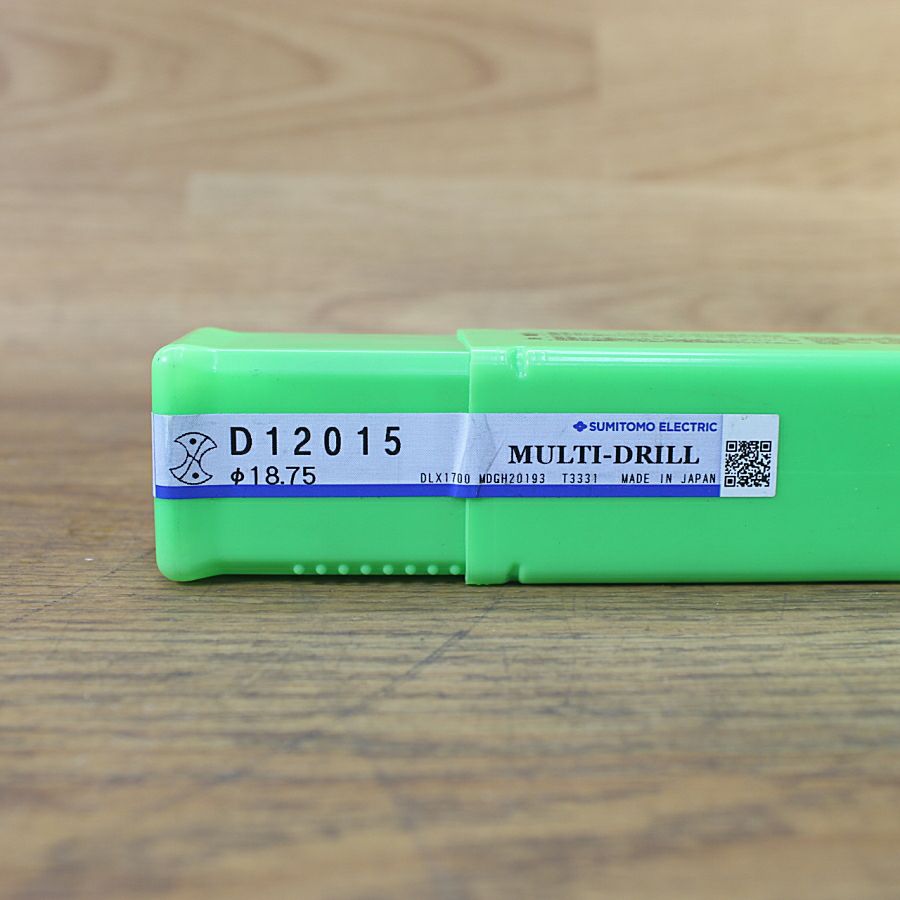 D12015
φ18.75
SUMITOMO ELECTRIC
MULTI-DRILL
DLX1700 MDGH20193 T3331 MADE IN JAPAN